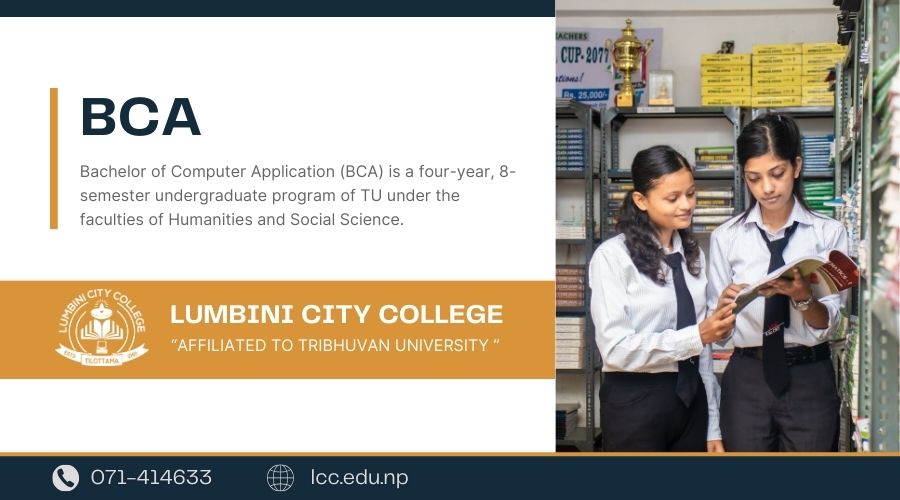 BCA
Bachelor of Computer Application (BCA) is a four-year, 8-
semester undergraduate program of TU under the
faculties of Humanities and Social Science.
LUMBINI CITY COLLEGE
ESTD
TILOTTAMA
LUMBINI CITY COLLEGE
“AFFILIATED TO TRIBHUVAN UNIVERSITY ”
071-414633
lcc.edu.np
CUP-2077
Rs. 25,000/-